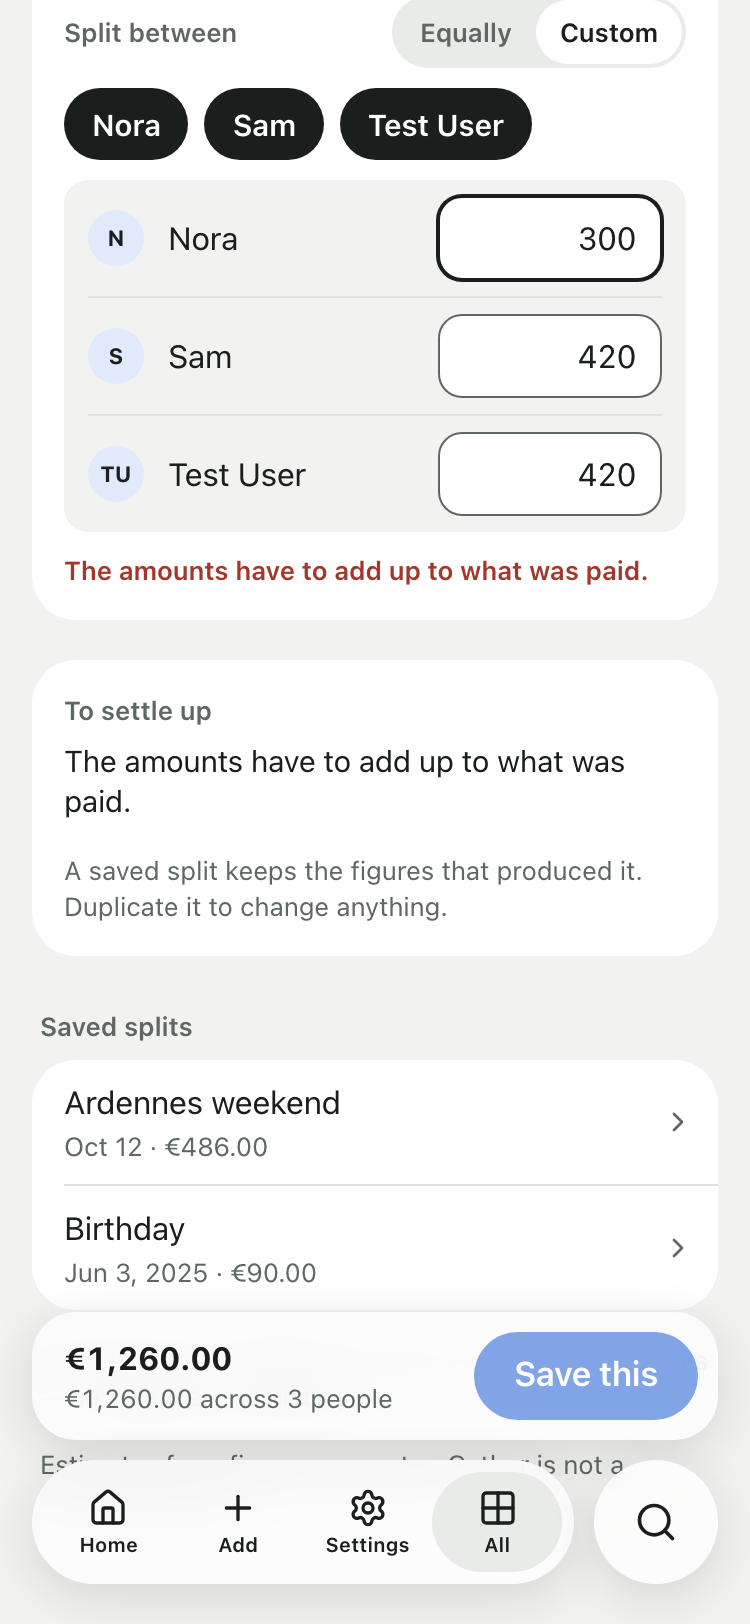 Split between
Equally
Custom
Nora
Sam
Test User
N
Nora
300
S
Sam
420
TU
Test User
420
The amounts have to add up to what was paid.
To settle up
The amounts have to add up to what was
paid.
A saved split keeps the figures that produced it.
Duplicate it to change anything.
Saved splits
Ardennes weekend
Oct 12 · €486.00
Birthday
Jun 3, 2025 · €90.00
€1,260.00
€1,260.00 across 3 people
Save this
is not a
Home
Add
Settings
All